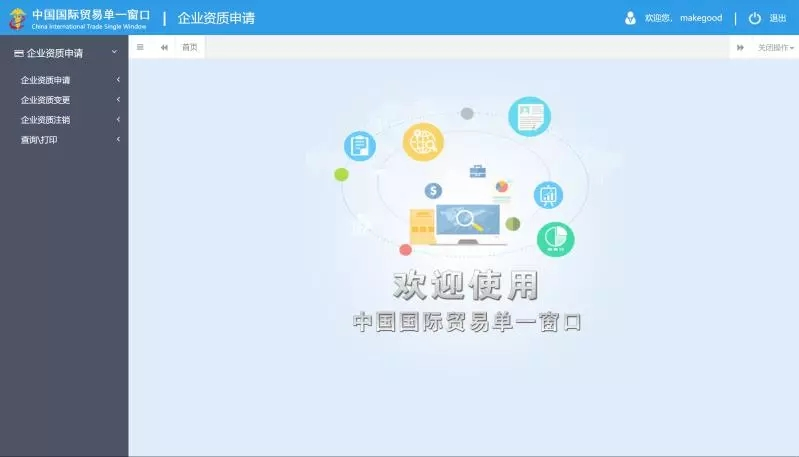 中国国际贸易单一窗口
China International Trade Single Window
企业资质申请
欢迎您， makegood
退出
企业资质申请
首页
关闭操作
企业资质申请
企业资质变更
企业资质注销
查询\打印
欢迎使用
中国国际贸易单一窗口